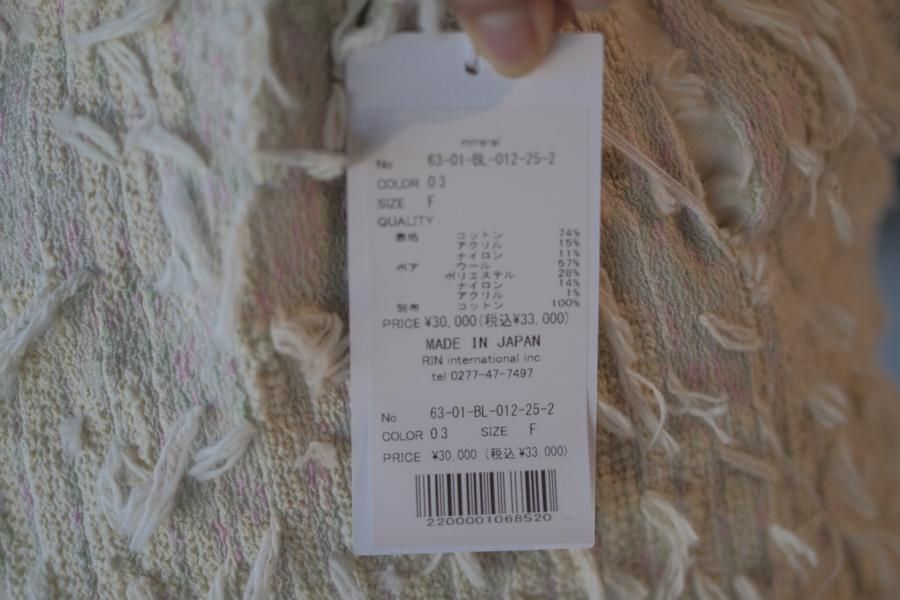 mineral
No 63-01-BL-012-25-2
COLOR 03
SIZE F
QUALITY
表地 コットン 74%
アクリル 15%
ナイロン 11%
ボア ウール 57%
ポリエステル 28%
ナイロン 14%
アクリル 1%
別布 コットン 100%
PRICE ¥30,000(税込¥33,000)
MADE IN JAPAN
RIN international inc.
tel 0277-47-7497
No 63-01-BL-012-25-2
COLOR 03 SIZE F
PRICE ¥30,000 (税込¥33,000)
2200001068520